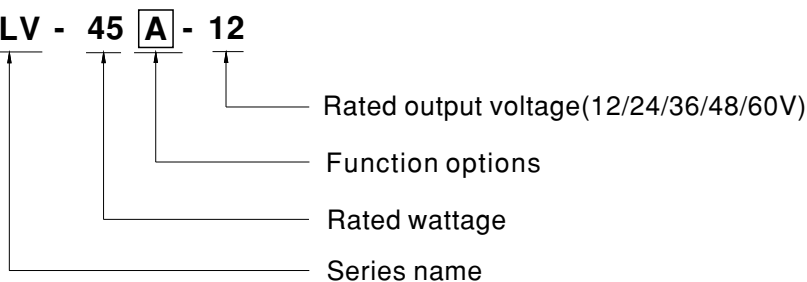 LV - 45 A - 12
Rated output voltage(12/24/36/48/60V)
Function options
Rated wattage
Series name